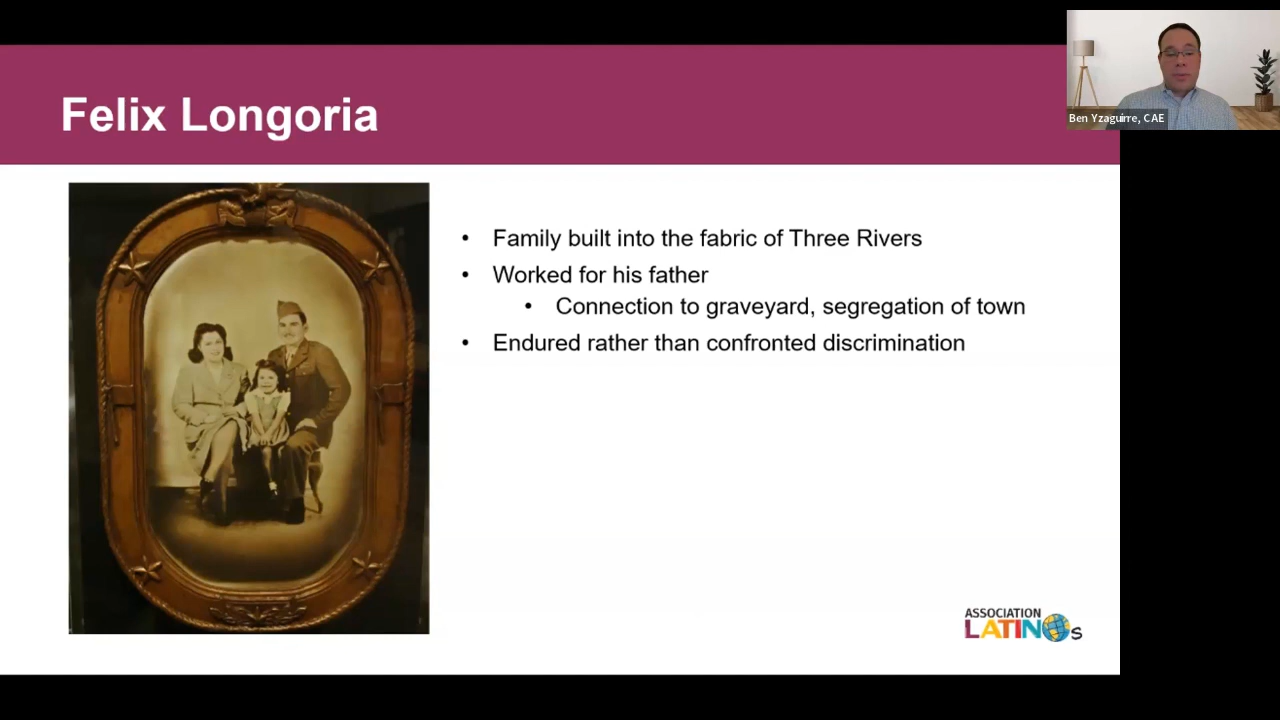 Felix Longoria
Ben Yzaguirre, CAE
• Family built into the fabric of Three Rivers
• Worked for his father
• Connection to graveyard, segregation of town
• Endured rather than confronted discrimination
ASSOCIATION
LATINOs